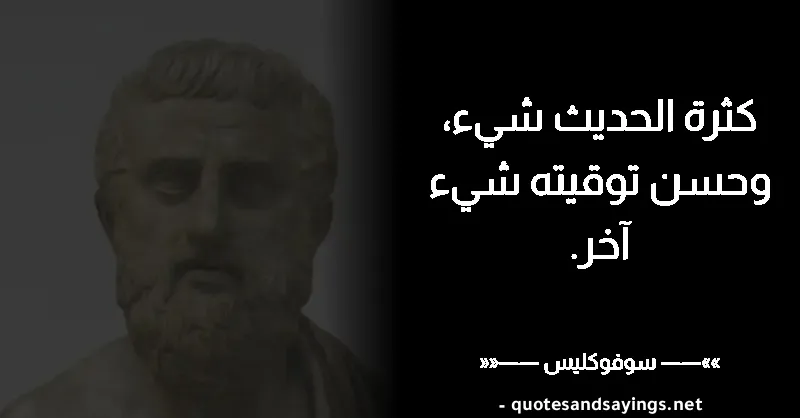 كثرة الحديث شيء،
وحسن توقيته شيء
آخر.
»»—— سوفوكليس ——««
- quotesandsayings.net